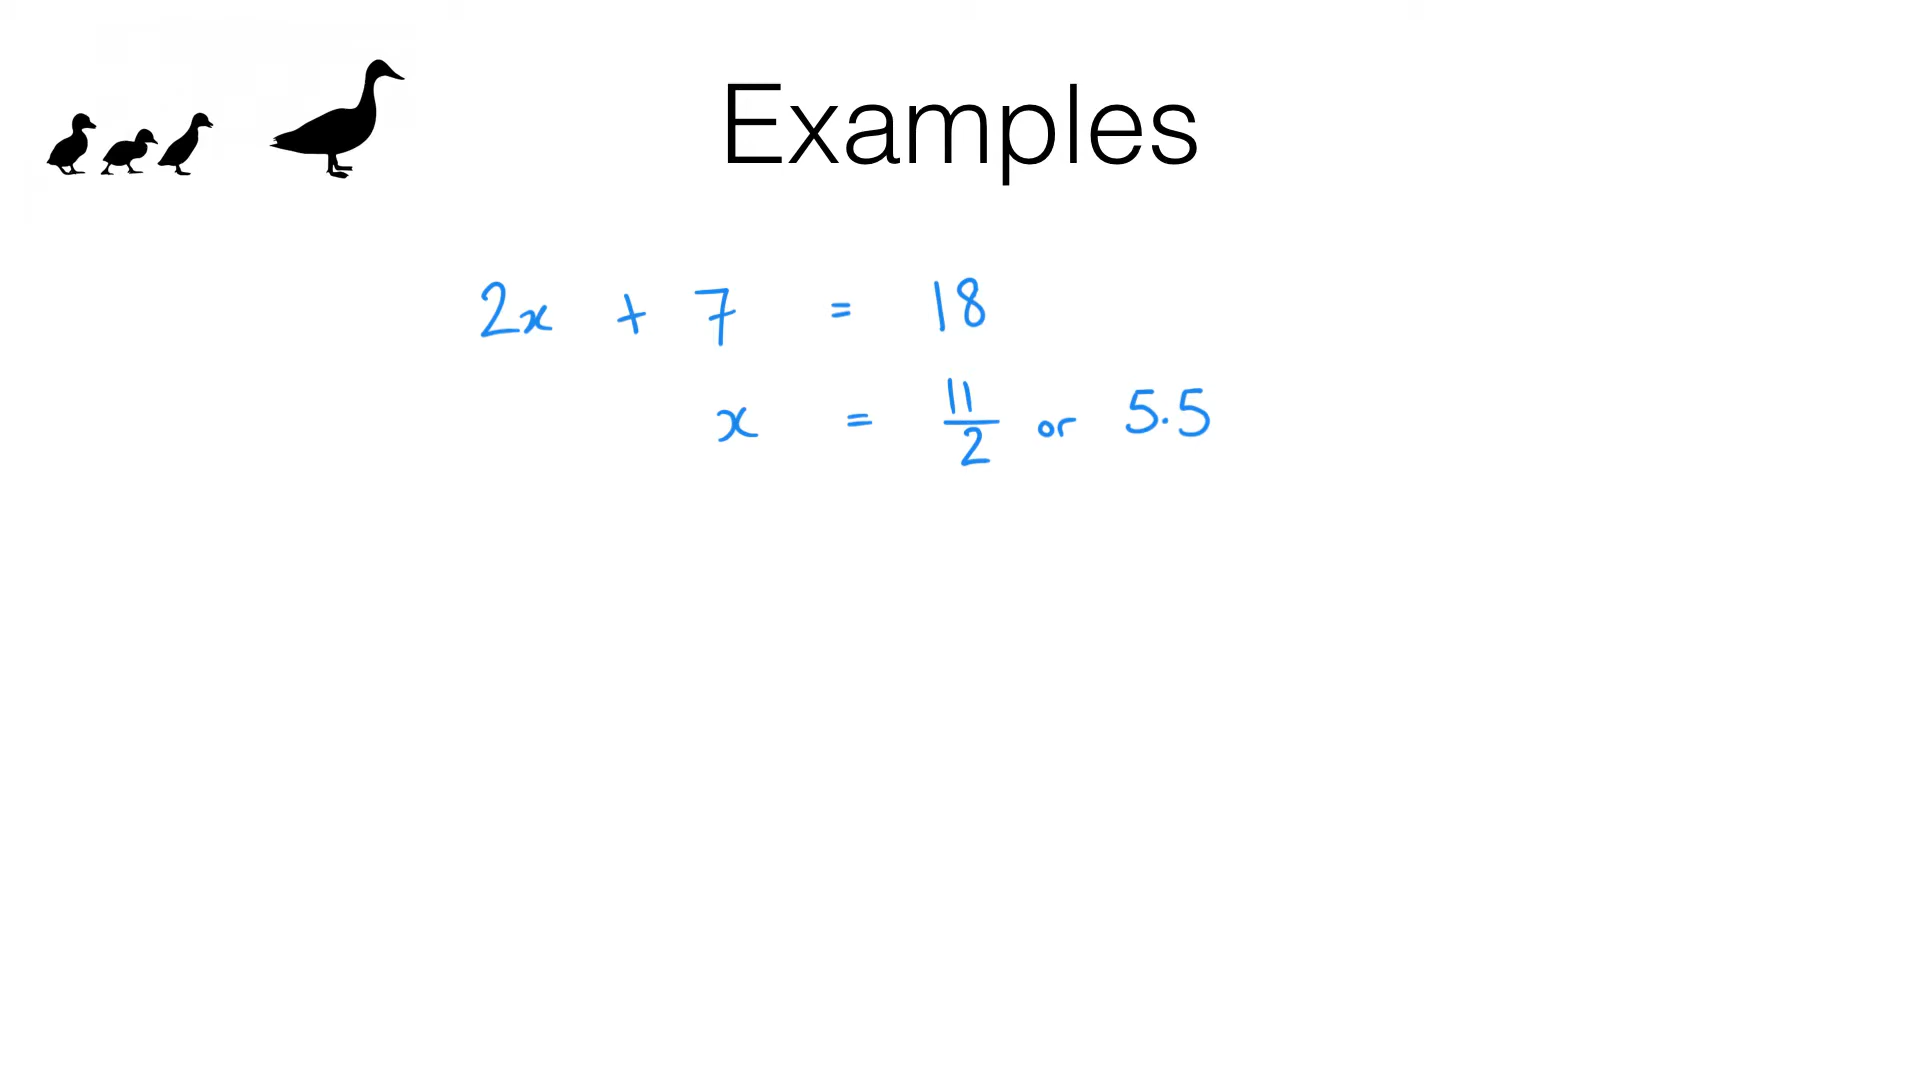 Examples
2x + 7 = 18
x = 11/2 or 5.5